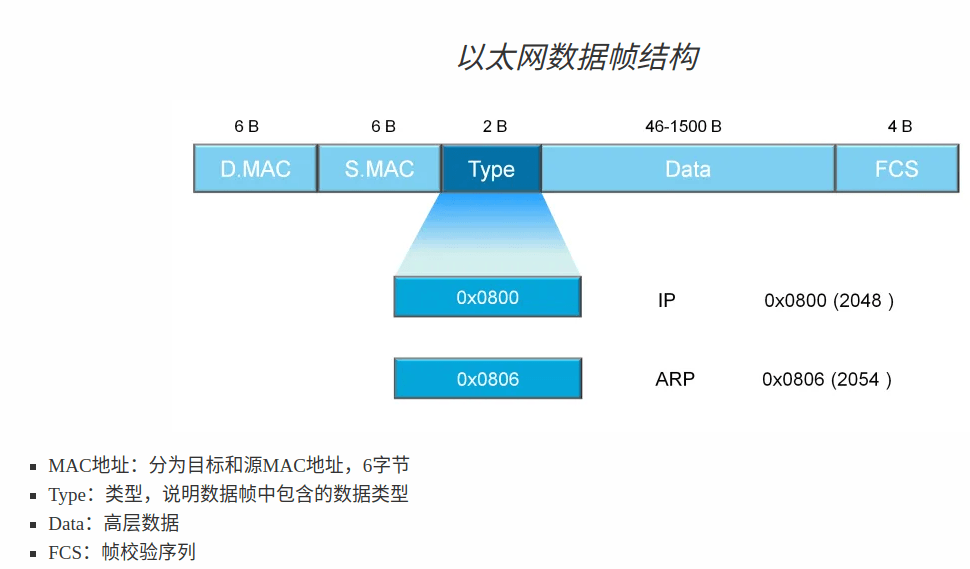 以太网数据帧结构
6 B 6 B 2 B 46-1500 B 4 B
D.MAC S.MAC Type Data FCS
0x0800 IP 0x0800 (2048 )
0x0806 ARP 0x0806 (2054 )
MAC地址：分为目标和源MAC地址，6字节
Type：类型，说明数据帧中包含的数据类型
Data：高层数据
FCS：帧校验序列